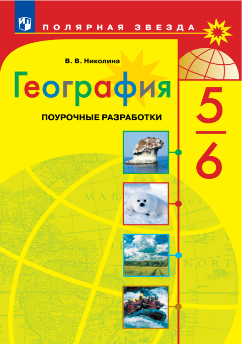 ПОЛЯРНАЯ ЗВЕЗДА
В. В. Николина
География
ПОУРОЧНЫЕ РАЗРАБОТКИ
5
6